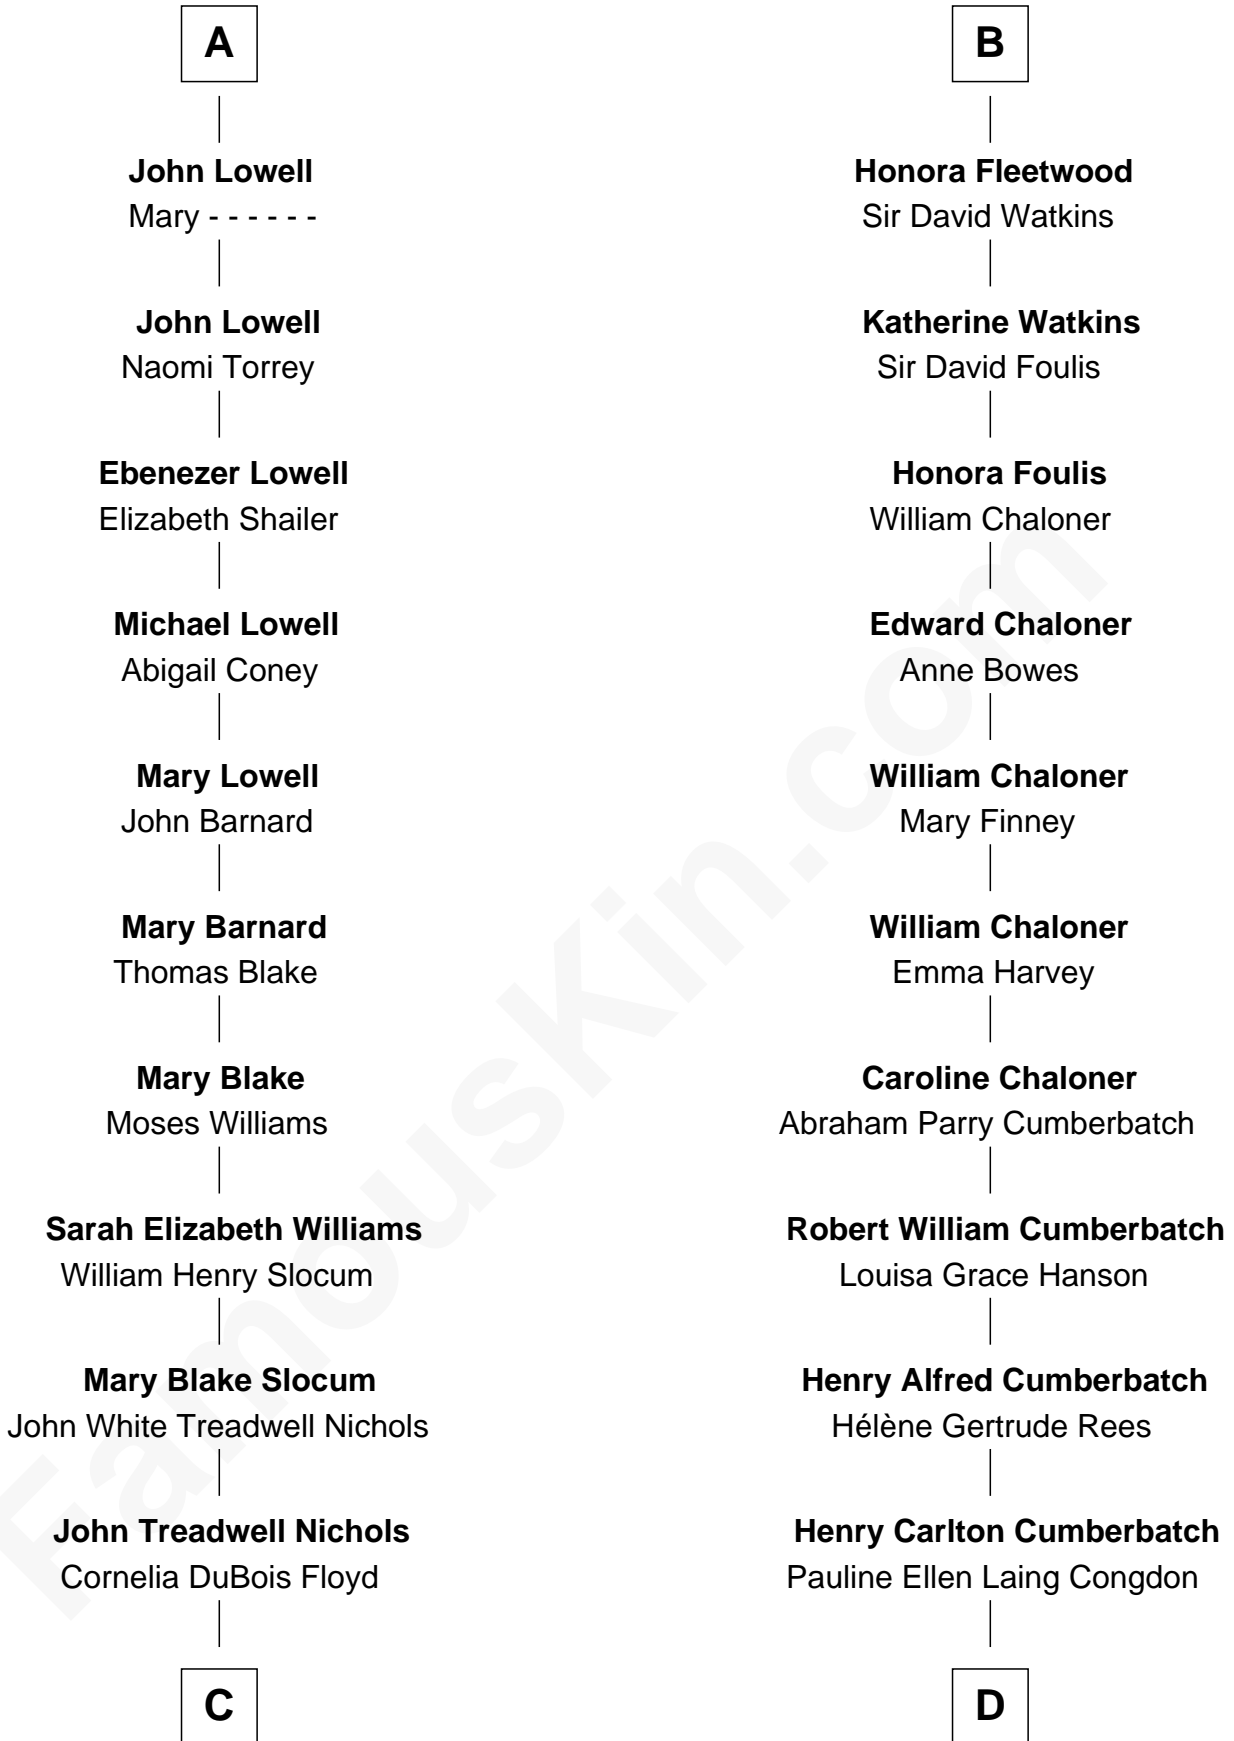 A
John Lowell
Mary - - - - - -
John Lowell
Naomi Torrey
Ebenezer Lowell
Elizabeth Shailer
Michael Lowell
Abigail Coney
Mary Lowell
John Barnard
Mary Barnard
Thomas Blake
Mary Blake
Moses Williams
Sarah Elizabeth Williams
William Henry Slocum
Mary Blake Slocum
John White Treadwell Nichols
John Treadwell Nichols
Cornelia DuBois Floyd
C
B
Honora Fleetwood
Sir David Watkins
Katherine Watkins
Sir David Foulis
Honora Foulis
William Chaloner
Edward Chaloner
Anne Bowes
William Chaloner
Mary Finney
William Chaloner
Emma Harvey
Caroline Chaloner
Abraham Parry Cumberbatch
Robert William Cumberbatch
Louisa Grace Hanson
Henry Alfred Cumberbatch
Hélène Gertrude Rees
Henry Carlton Cumberbatch
Pauline Ellen Laing Congdon
D
FamousKin.com